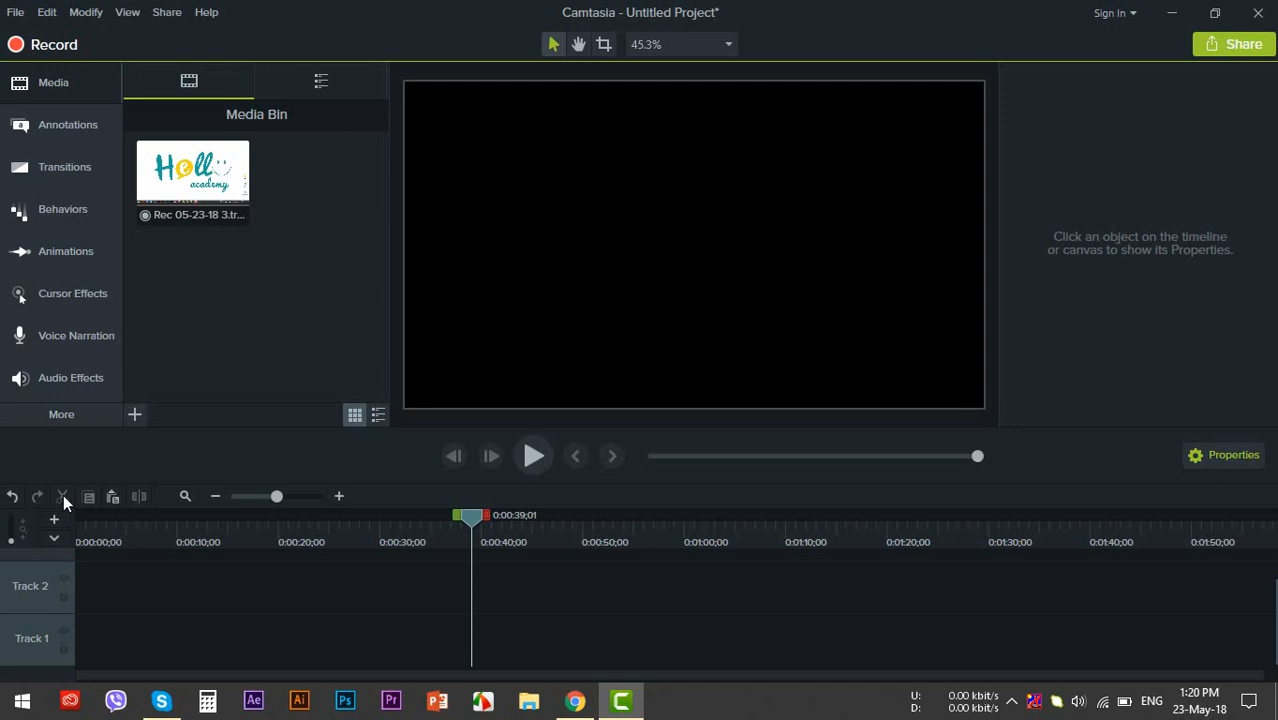 File Edit Modify View Share Help
Camtasia - Untitled Project*
Sign In
Record
45.3%
Share
Media
Annotations
Transitions
Behaviors
Animations
Cursor Effects
Voice Narration
Audio Effects
More
Media Bin
Hello
academy
Rec 05-23-18 3.tr...
Click an object on the timeline
or canvas to show its Properties.
Properties
0:00:39;01
0:00:00;00 0:00:10;00 0:00:20;00 0:00:30;00 0:00:40;00 0:00:50;00 0:01:00;00 0:01:10;00 0:01:20;00 0:01:30;00 0:01:40;00 0:01:50;00
Track 2
Track 1
Ae Ai Ps Pr
U: 0.00 kbit/s
D: 0.00 kbit/s
ENG
1:20 PM
23-May-18